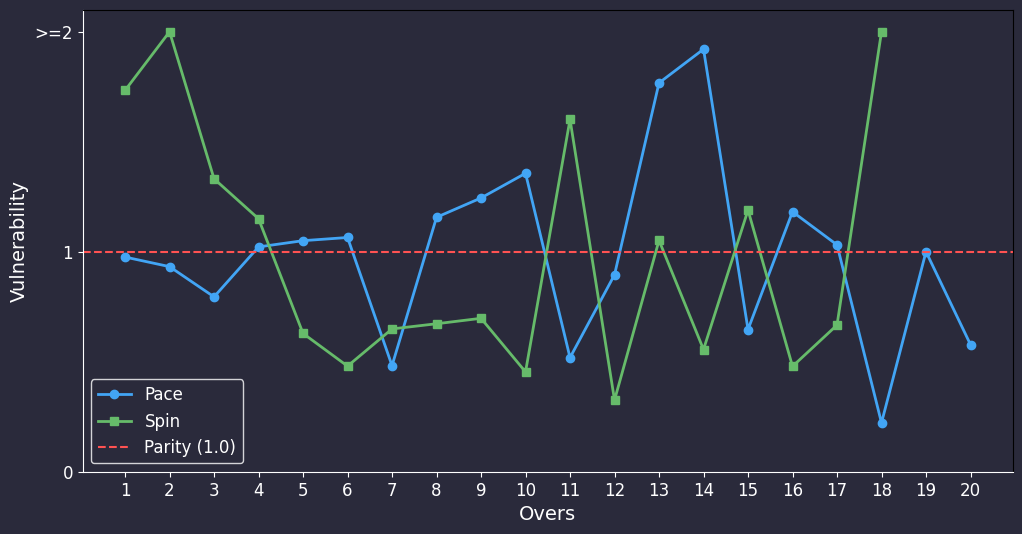 >=2
1
0
Vulnerability
Pace
Spin
Parity (1.0)
1 2 3 4 5 6 7 8 9 10 11 12 13 14 15 16 17 18 19 20
Overs